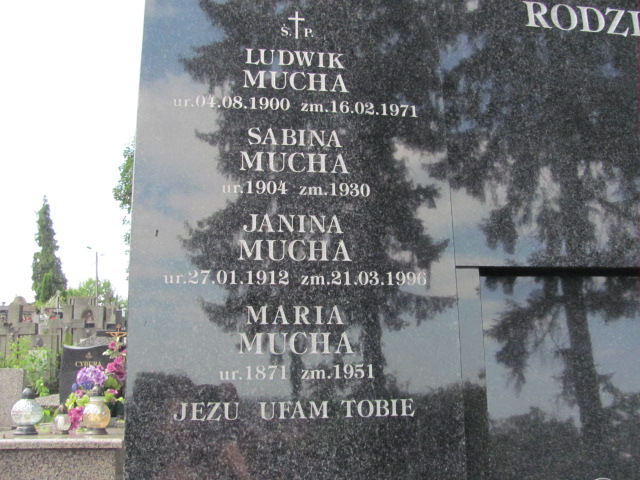 Ś. P.
LUDWIK
MUCHA
ur.04.08.1900 zm.16.02.1971
SABINA
MUCHA
ur.1904 zm.1930
JANINA
MUCHA
ur.27.01.1912 zm.21.03.1996
MARIA
MUCHA
ur.1871 zm.1951
JEZU UFAM TOBIE
RODZI